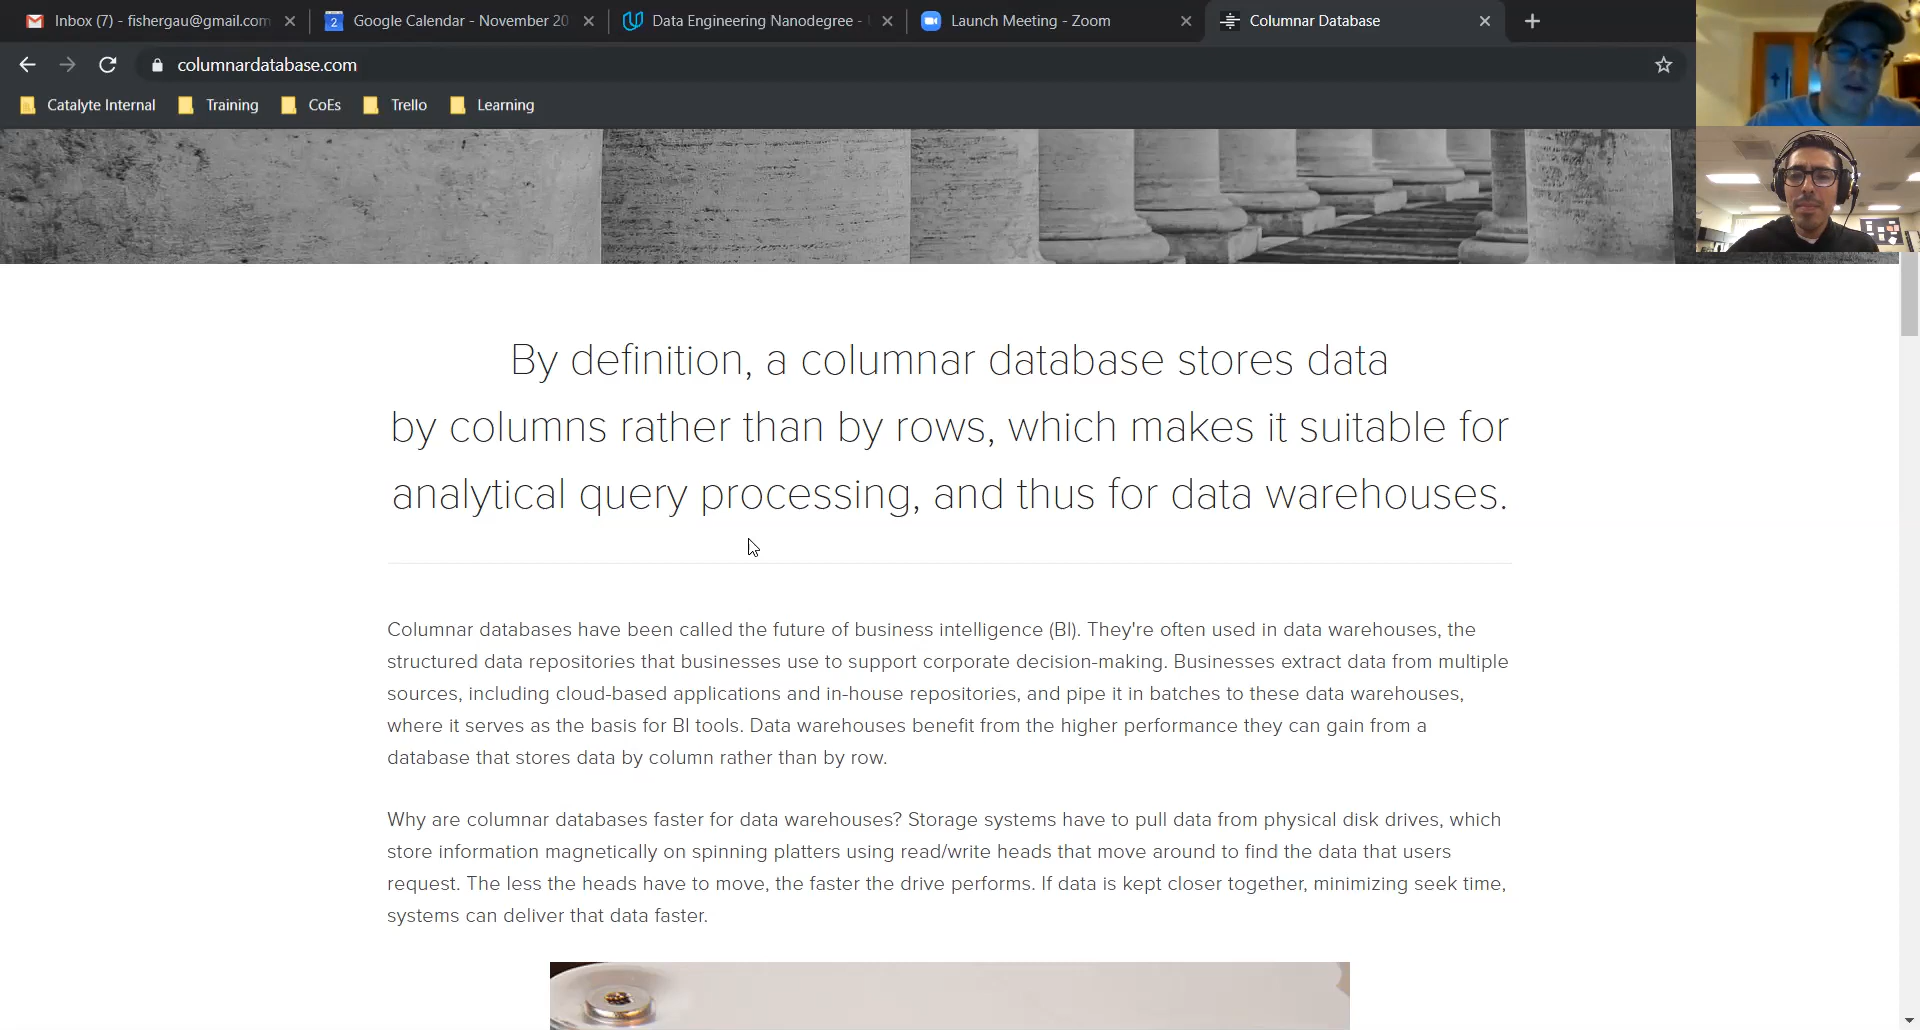 Inbox (7) - fishergau@gmail.com
Google Calendar - November 20
Data Engineering Nanodegree -
Launch Meeting - Zoom
Columnar Database
columnardatabase.com
Catalyte Internal
Training
CoEs
Trello
Learning
By definition, a columnar database stores data
by columns rather than by rows, which makes it suitable for
analytical query processing, and thus for data warehouses.
Columnar databases have been called the future of business intelligence (BI). They're often used in data warehouses, the
structured data repositories that businesses use to support corporate decision-making. Businesses extract data from multiple
sources, including cloud-based applications and in-house repositories, and pipe it in batches to these data warehouses,
where it serves as the basis for BI tools. Data warehouses benefit from the higher performance they can gain from a
database that stores data by column rather than by row.
Why are columnar databases faster for data warehouses? Storage systems have to pull data from physical disk drives, which
store information magnetically on spinning platters using read/write heads that move around to find the data that users
request. The less the heads have to move, the faster the drive performs. If data is kept closer together, minimizing seek time,
systems can deliver that data faster.